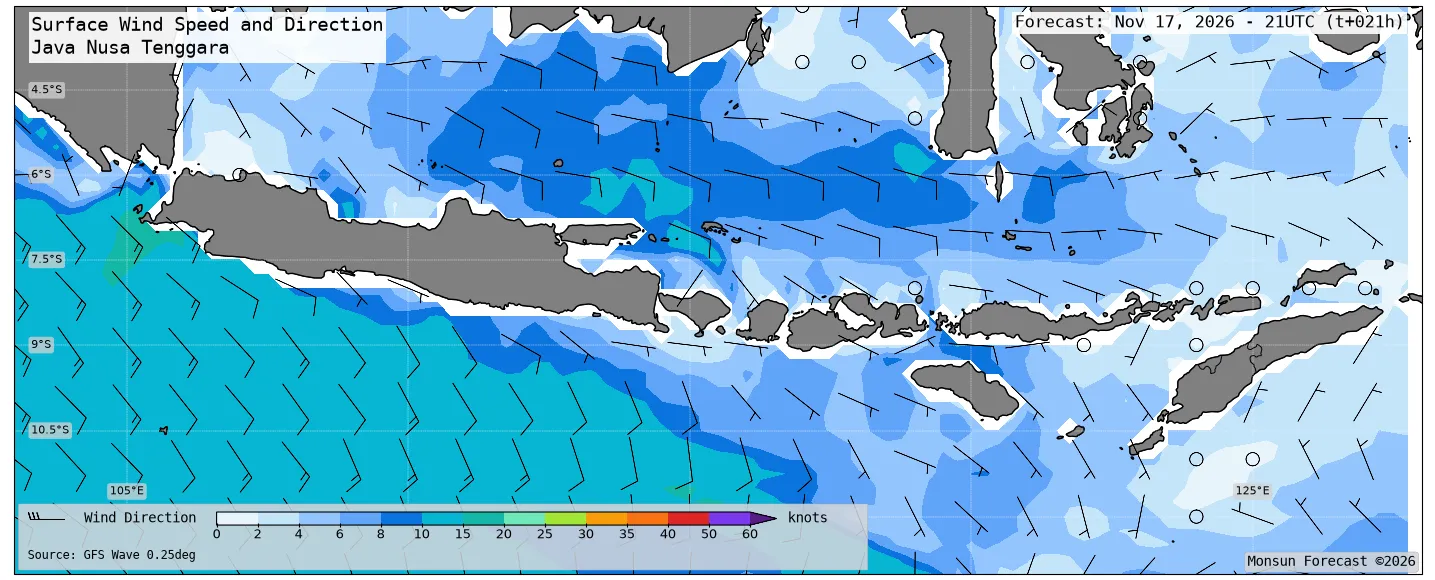 Surface Wind Speed and Direction
Java Nusa Tenggara
Forecast: Nov 17, 2026 - 21UTC (t+021h)
4.5°S
6°S
7.5°S
9°S
10.5°S
105°E
125°E
Wind Direction
0 2 4 6 8 10 15 20 25 30 35 40 50 60
knots
Source: GFS Wave 0.25deg
Monsun Forecast ©2026